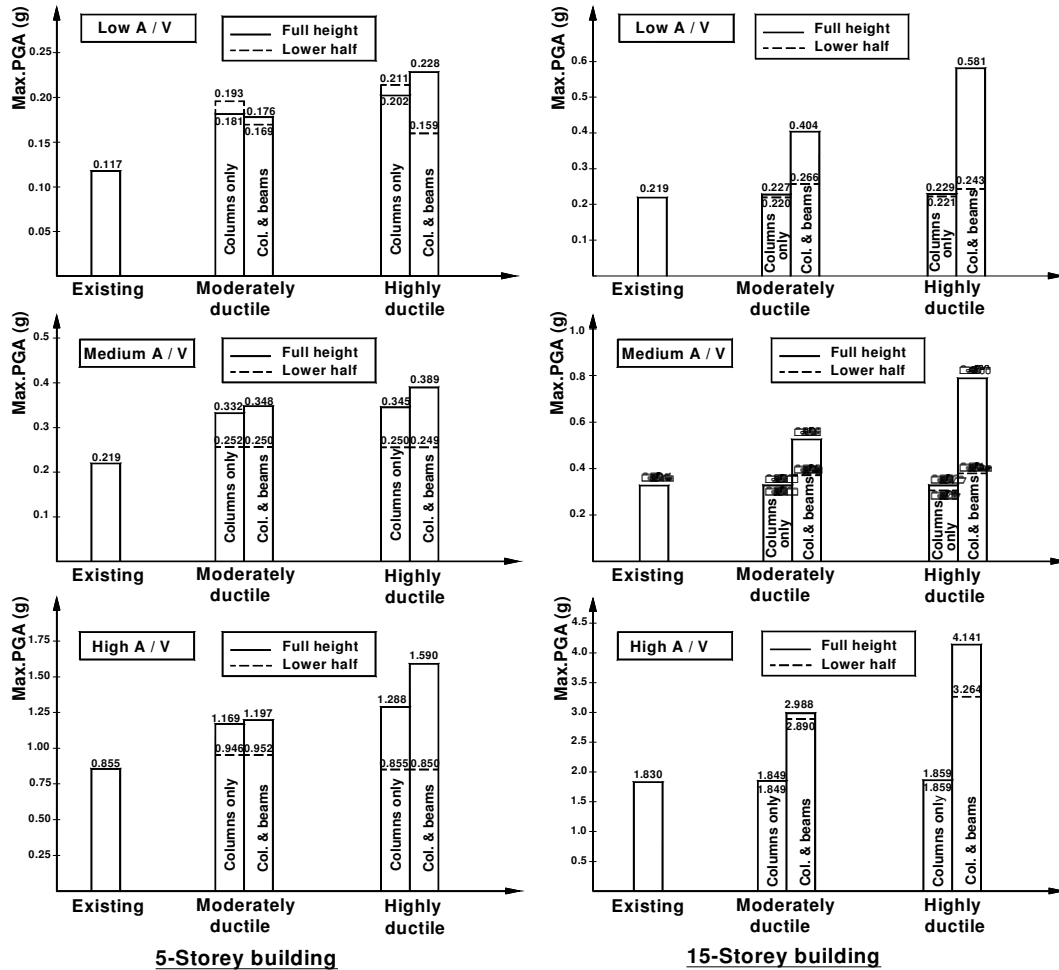 Max.PGA (g)
Low A / V
Full height
Lower half
0.25
0.20
0.15
0.10
0.05
0.117
0.193
0.181
0.176
0.169
0.211
0.202
0.228
0.159
Columns only
Col. & beams
Columns only
Col. & beams
Existing
Moderately
ductile
Highly
ductile
Max.PGA (g)
Low A / V
Full height
Lower half
0.6
0.5
0.4
0.3
0.2
0.1
0.219
0.227
0.220
0.404
0.266
0.229
0.221
0.581
0.243
Columns
only
Col. & beams
Columns
only
Col. & beams
Existing
Moderately
ductile
Highly
ductile
Max.PGA (g)
Medium A / V
Full height
Lower half
0.5
0.4
0.3
0.2
0.1
0.219
0.332
0.348
0.252
0.250
0.345
0.389
0.250
0.249
Columns only
Col. & beams
Columns only
Col. & beams
Existing
Moderately
ductile
Highly
ductile
Max.PGA (g)
Medium A / V
Full height
Lower half
1.0
0.8
0.6
0.4
0.2
Columns
only
Col. & beams
Columns
only
Col. & beams
Existing
Moderately
ductile
Highly
ductile
Max.PGA (g)
High A / V
Full height
Lower half
1.75
1.50
1.25
1.00
0.75
0.50
0.25
0.855
1.169
1.197
0.946
0.952
1.288
1.590
0.855
0.850
Columns only
Col. & beams
Columns only
Col. & beams
Existing
Moderately
ductile
Highly
ductile
5-Storey building
Max.PGA (g)
High A / V
Full height
Lower half
4.5
4.0
3.5
3.0
2.5
2.0
1.5
1.0
0.5
1.830
1.849
1.849
2.988
2.890
1.859
1.859
4.141
3.264
Columns only
Col. & beams
Columns only
Col. & beams
Existing
Moderately
ductile
Highly
ductile
15-Storey building